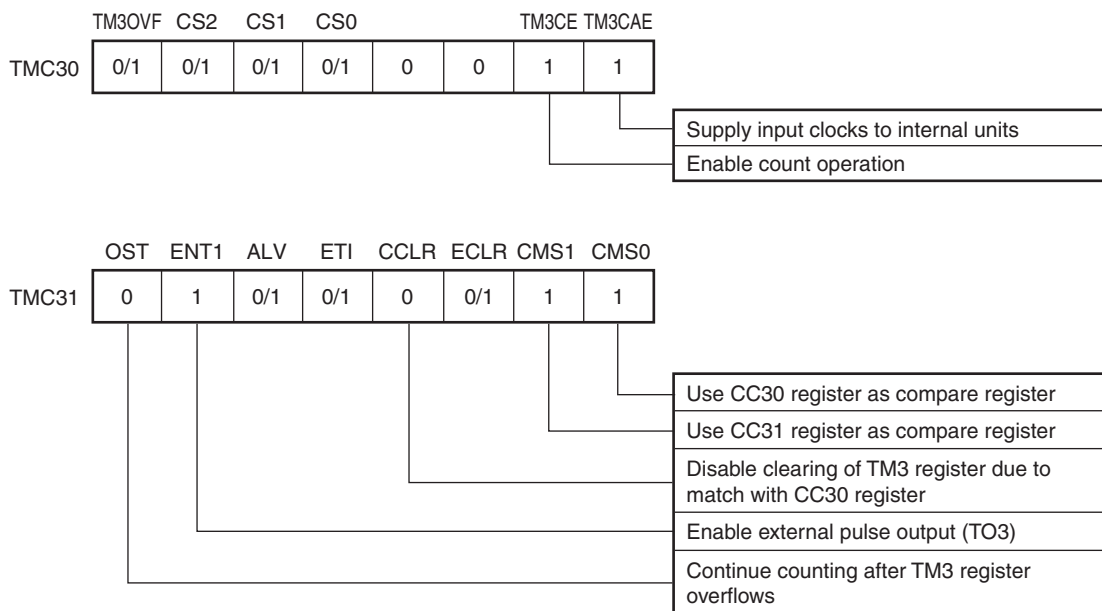 TM3OVF CS2 CS1 CS0 TM3CE TM3CAE
TMC30 0/1 0/1 0/1 0/1 0 0 1 1
Supply input clocks to internal units
Enable count operation
OST ENT1 ALV ETI CCLR ECLR CMS1 CMS0
TMC31 0 1 0/1 0/1 0 0/1 1 1
Use CC30 register as compare register
Use CC31 register as compare register
Disable clearing of TM3 register due to
match with CC30 register
Enable external pulse output (TO3)
Continue counting after TM3 register
overflows